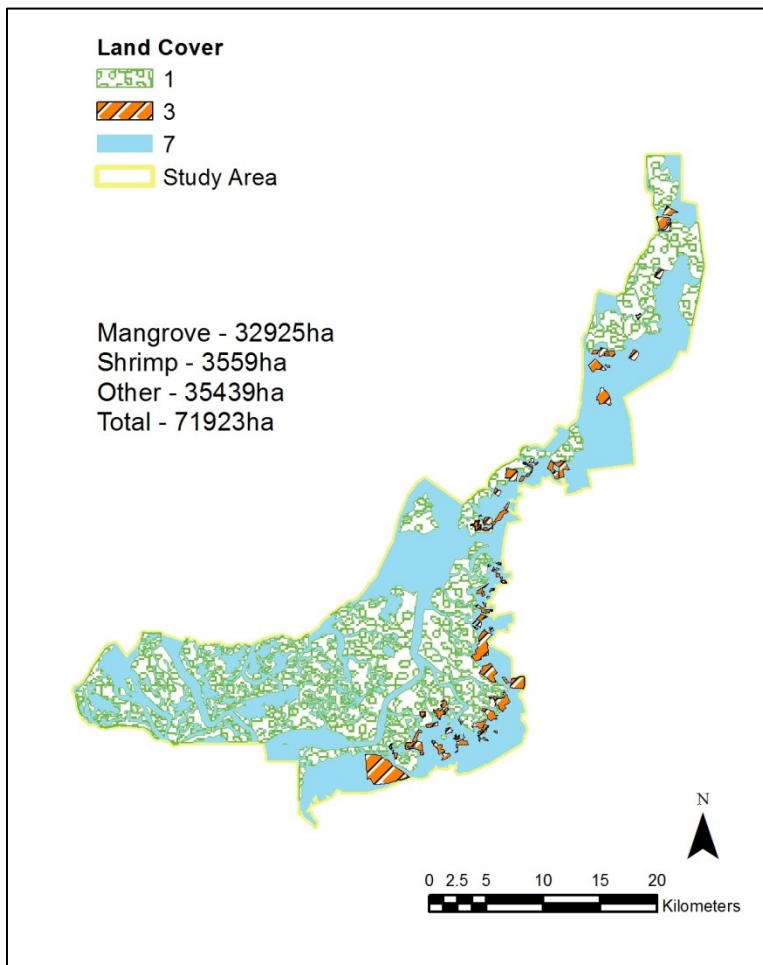 Land Cover
1
3
7
Study Area
Mangrove - 32925ha
Shrimp - 3559ha
Other - 35439ha
Total - 71923ha
N
0 2.5 5 10 15 20
Kilometers